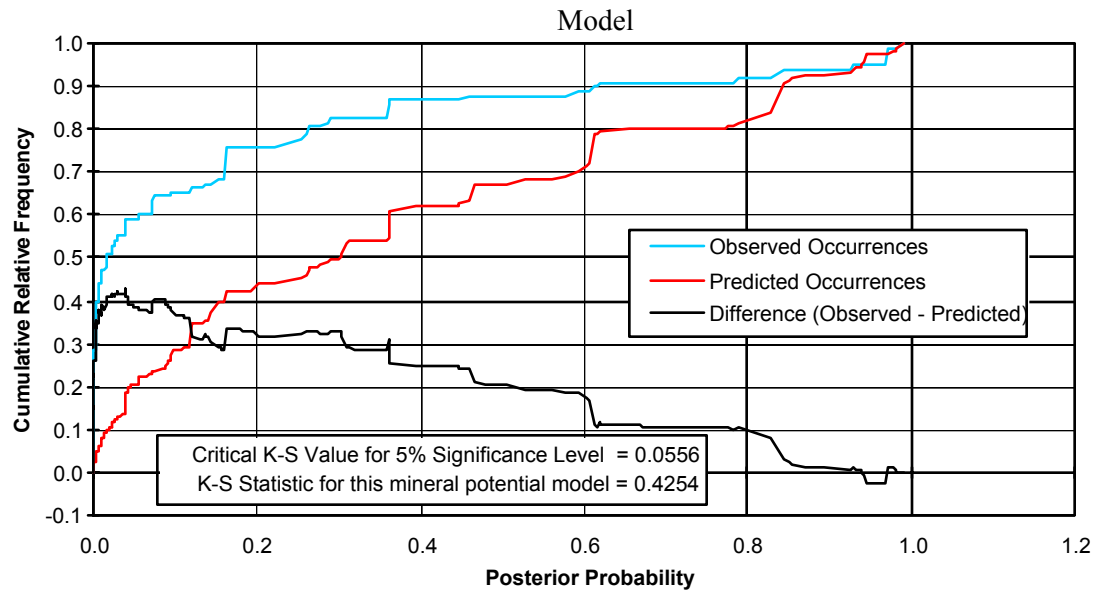 Model
1.0
0.9
0.8
0.7
0.6
0.5
0.4
0.3
0.2
0.1
0.0
-0.1
Cumulative Relative Frequency
Observed Occurrences
Predicted Occurrences
Difference (Observed - Predicted)
Critical K-S Value for 5% Significance Level = 0.0556
K-S Statistic for this mineral potential model = 0.4254
0.0 0.2 0.4 0.6 0.8 1.0 1.2
Posterior Probability